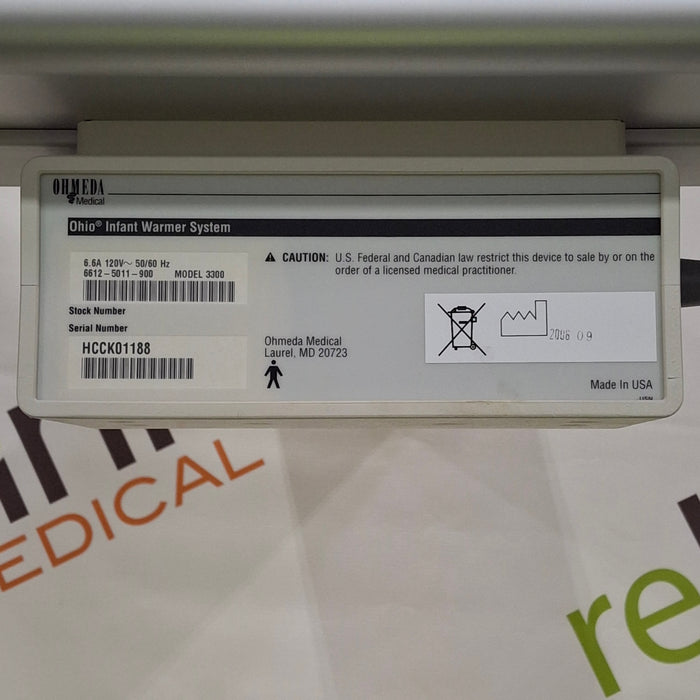 OHMEDA
Medical
Ohio® Infant Warmer System
6.6A 120V~ 50/60 Hz
6612-5011-900 MODEL 3300
Stock Number
Serial Number
HCCK01188
CAUTION: U.S. Federal and Canadian law restrict this device to sale by or on the
order of a licensed medical practitioner.
2006 09
Ohmeda Medical
Laurel, MD 20723
Made In USA
EDICAL
re